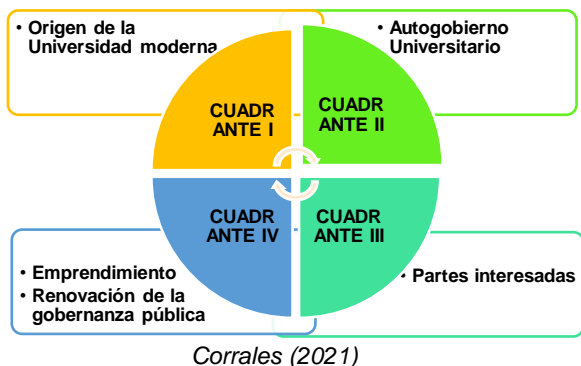 • Origen de la
Universidad moderna
• Autogobierno
Universitario
CUADR
ANTE I
CUADR
ANTE II
CUADR
ANTE IV
CUADR
ANTE III
• Emprendimiento
• Renovación de la
gobernanza pública
• Partes interesadas
Corrales (2021)